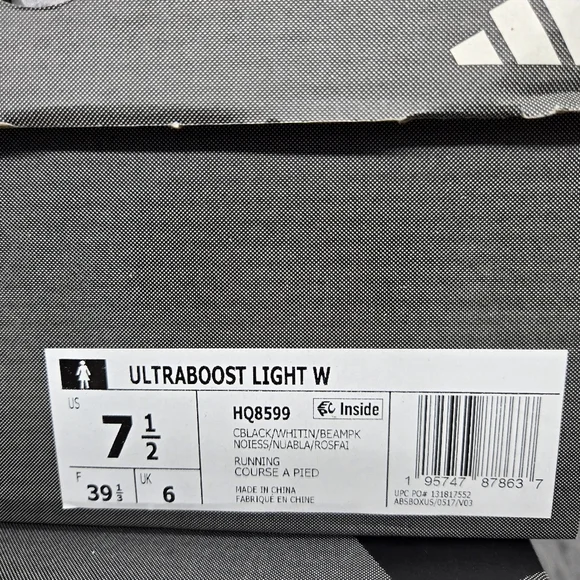 ULTRABOOST LIGHT W
US
7 1/2
F
39 1/3
UK
6
HQ8599
Inside
CBLACK/WHITIN/BEAMPK
NOIESS/NUABLA/ROSFAI
RUNNING
COURSE A PIED
MADE IN CHINA
FABRIQUÉ EN CHINE
1 95747 87863 7
UPC PO# 131817552
ABSBOXUS/0517/V03